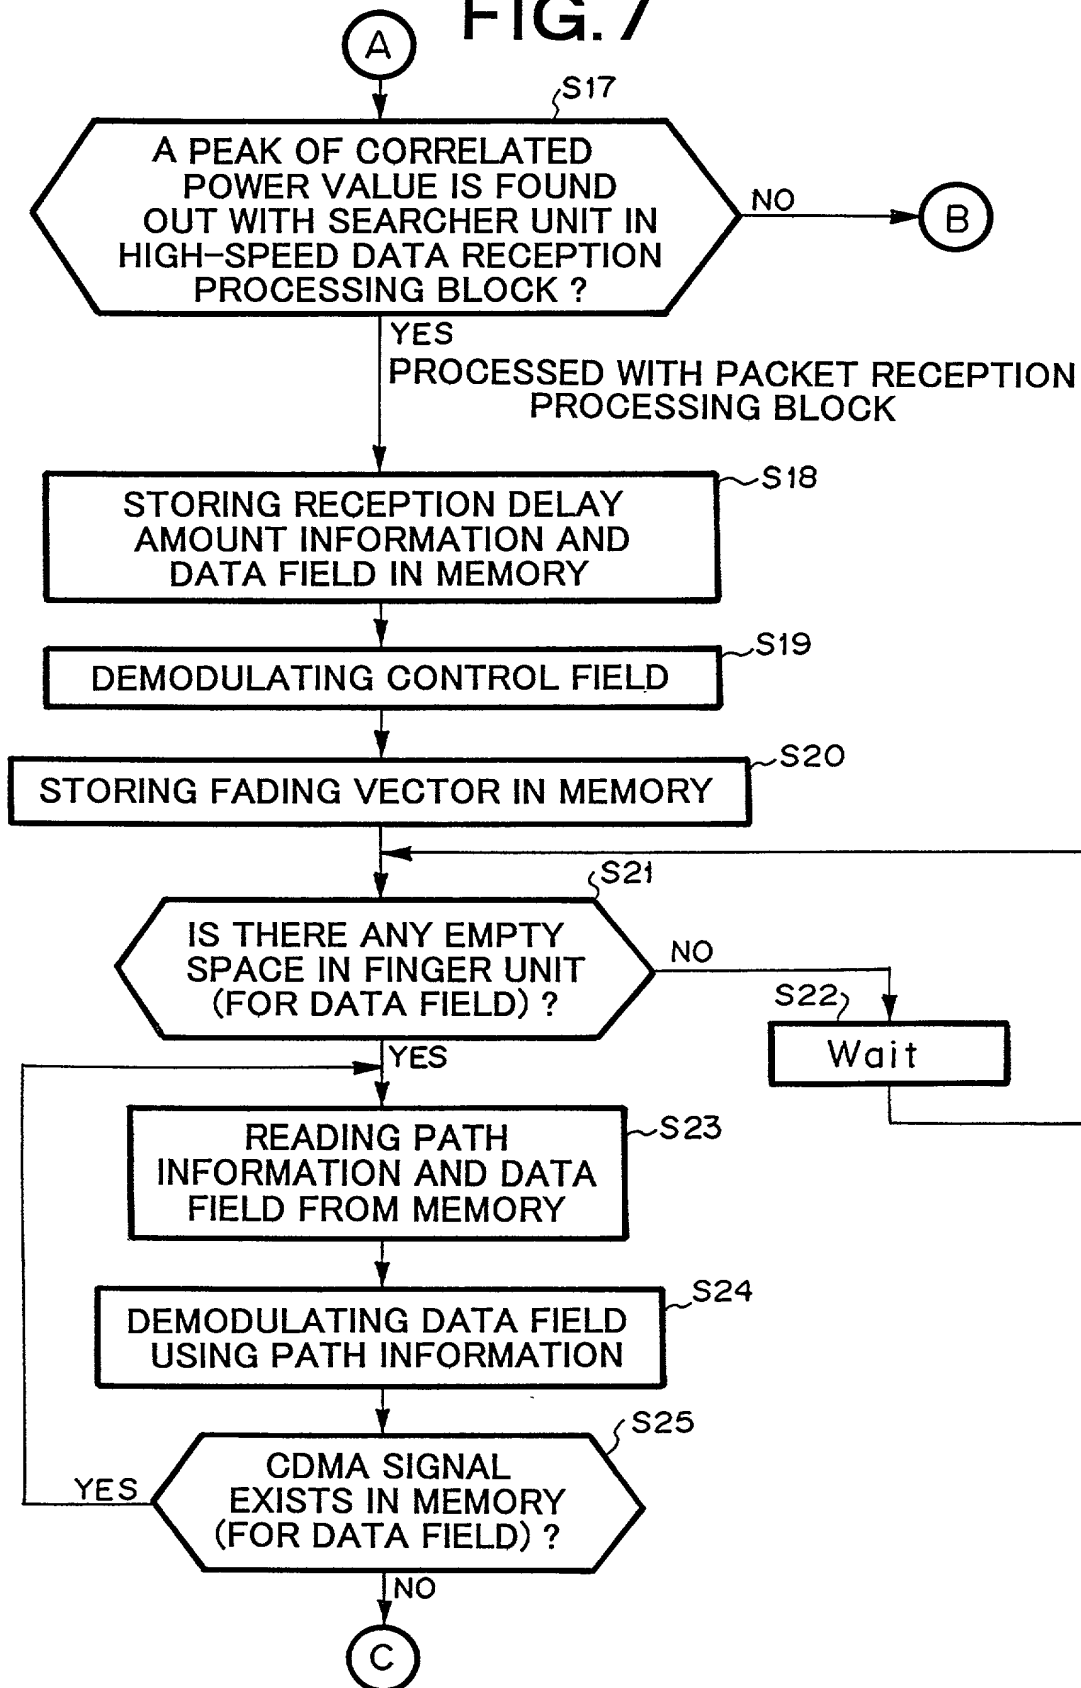 FIG. 7
A
S17
A PEAK OF CORRELATED
POWER VALUE IS FOUND
OUT WITH SEARCHER UNIT IN
HIGH-SPEED DATA RECEPTION
PROCESSING BLOCK ?
NO
B
YES
PROCESSED WITH PACKET RECEPTION
PROCESSING BLOCK
S18
STORING RECEPTION DELAY
AMOUNT INFORMATION AND
DATA FIELD IN MEMORY
S19
DEMODULATING CONTROL FIELD
S20
STORING FADING VECTOR IN MEMORY
S21
IS THERE ANY EMPTY
SPACE IN FINGER UNIT
(FOR DATA FIELD) ?
NO
S22
Wait
YES
S23
READING PATH
INFORMATION AND DATA
FIELD FROM MEMORY
S24
DEMODULATING DATA FIELD
USING PATH INFORMATION
S25
CDMA SIGNAL
EXISTS IN MEMORY
(FOR DATA FIELD) ?
YES
NO
C